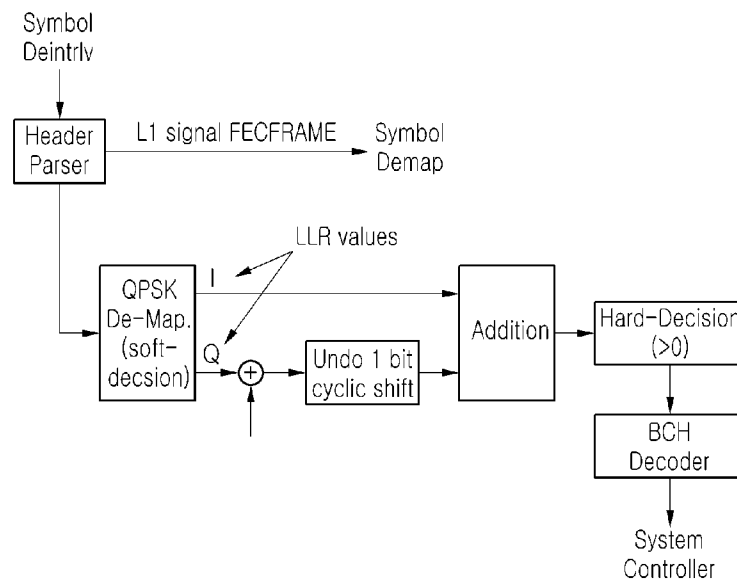 Symbol
Deintrlv
Header
Parser
L1 signal FECFRAME
Symbol
Demap
LLR values
QPSK
De-Map.
(soft-
decsion)
I
Q
+
Undo 1 bit
cyclic shift
Addition
Hard-Decision
(>0)
BCH
Decoder
System
Controller